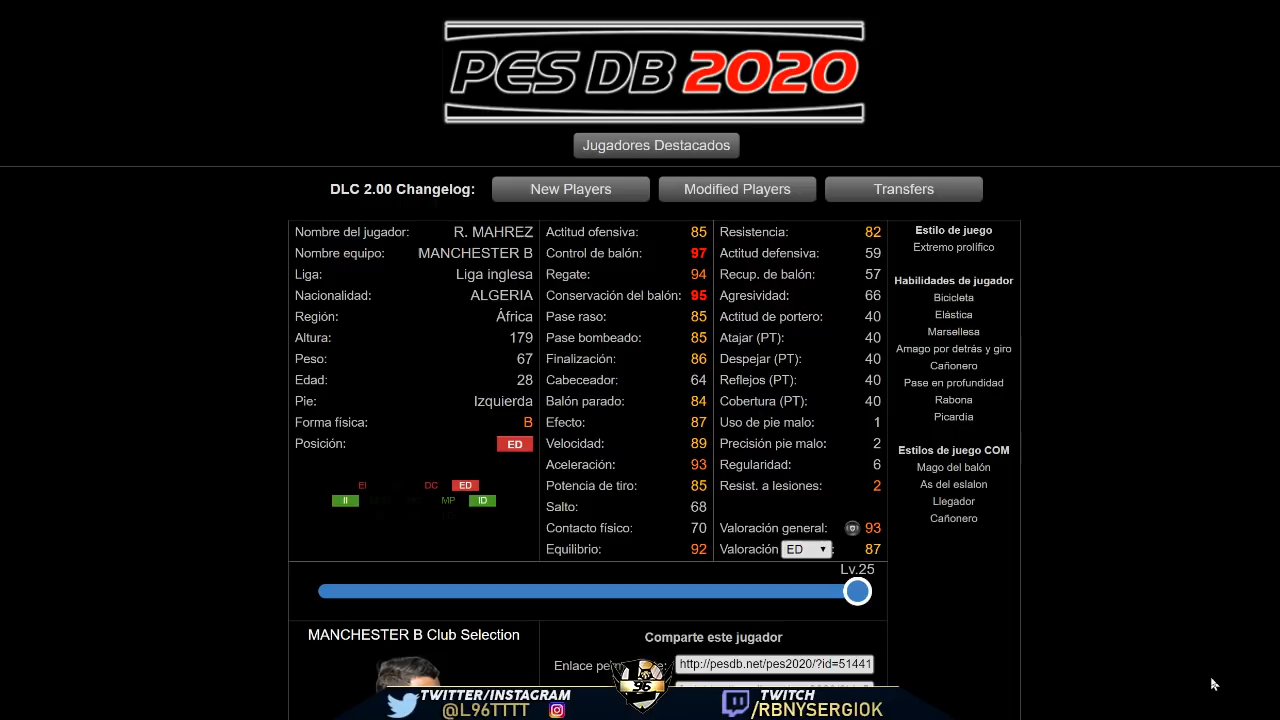 PES DB 2020
Jugadores Destacados
DLC 2.00 Changelog: New Players Modified Players Transfers
Nombre del jugador: R. MAHREZ
Nombre equipo: MANCHESTER B
Liga: Liga inglesa
Nacionalidad: ALGERIA
Región: África
Altura: 179
Peso: 67
Edad: 28
Pie: Izquierda
Forma física: B
Posición: ED
EI DC ED
II MP ID
Actitud ofensiva: 85
Control de balón: 97
Regate: 94
Conservación del balón: 95
Pase raso: 85
Pase bombeado: 85
Finalización: 86
Cabeceador: 64
Balón parado: 84
Efecto: 87
Velocidad: 89
Aceleración: 93
Potencia de tiro: 85
Salto: 68
Contacto físico: 70
Equilibrio: 92
Resistencia: 82
Actitud defensiva: 59
Recup. de balón: 57
Agresividad: 66
Actitud de portero: 40
Atajar (PT): 40
Despejar (PT): 40
Reflejos (PT): 40
Cobertura (PT): 40
Uso de pie malo: 1
Precisión pie malo: 2
Regularidad: 6
Resist. a lesiones: 2
Valoración general: 93
Valoración ED : 87
Estilo de juego
Extremo prolífico
Habilidades de jugador
Bicicleta
Elástica
Marsellesa
Amago por detrás y giro
Cañonero
Pase en profundidad
Rabona
Picardía
Estilos de juego COM
Mago del balón
As del eslalon
Llegador
Cañonero
Lv.25
MANCHESTER B Club Selection
Comparte este jugador
http://pesdb.net/pes2020/?id=51441
TWITTER/INSTAGRAM
@L96TTTT
TWITCH
/RBNYSERGIOK